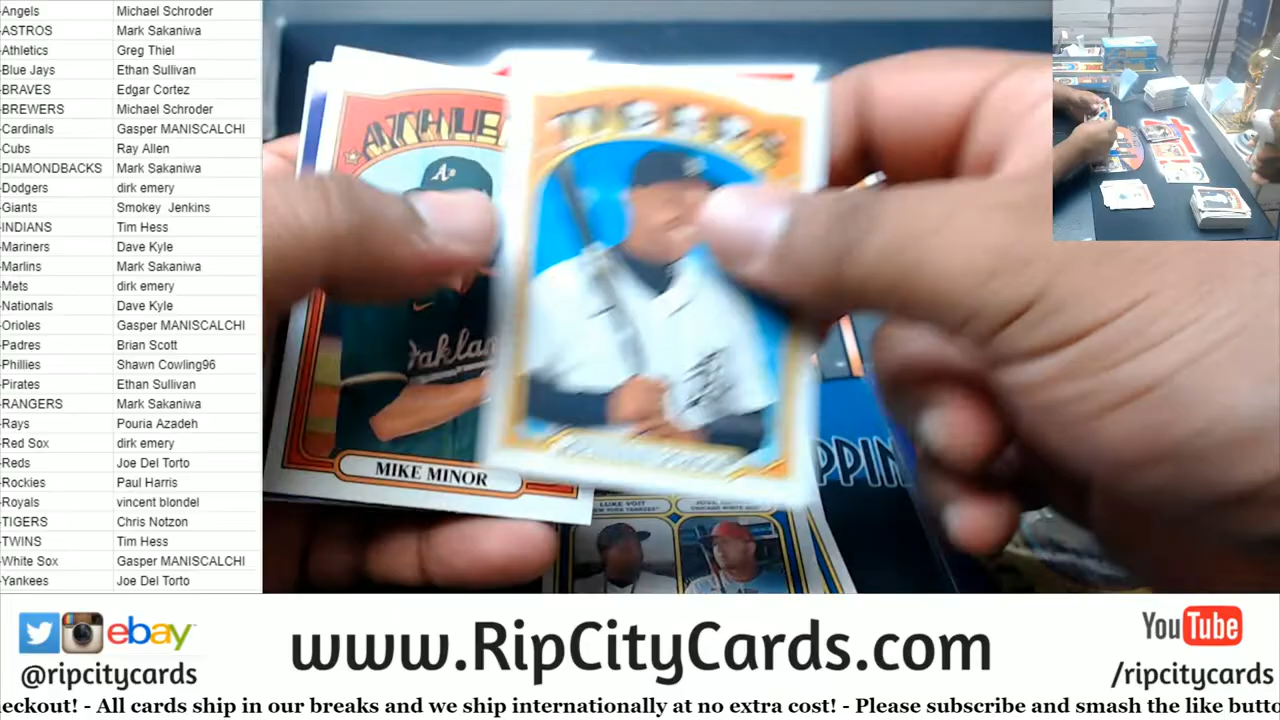 -Angels Michael Schroder
-ASTROS Mark Sakaniwa
-Athletics Greg Thiel
-Blue Jays Ethan Sullivan
-BRAVES Edgar Cortez
-BREWERS Michael Schroder
-Cardinals Gasper MANISCALCHI
-Cubs Ray Allen
-DIAMONDBACKS Mark Sakaniwa
-Dodgers dirk emery
-Giants Smokey Jenkins
-INDIANS Tim Hess
-Mariners Dave Kyle
-Marlins Mark Sakaniwa
-Mets dirk emery
-Nationals Dave Kyle
-Orioles Gasper MANISCALCHI
-Padres Brian Scott
-Phillies Shawn Cowling96
-Pirates Ethan Sullivan
-RANGERS Mark Sakaniwa
-Rays Pouria Azadeh
-Red Sox dirk emery
-Reds Joe Del Torto
-Rockies Paul Harris
-Royals vincent blondel
-TIGERS Chris Notzon
-TWINS Tim Hess
-White Sox Gasper MANISCALCHI
-Yankees Joe Del Torto
ATHLE
TIGERS
A's
Oakla
MIKE MINOR
PPIN
LUKE VOIT
NEW YORK YANKEES
CHICAGO WHITE SOX
ebay
@ripcitycards
www.RipCityCards.com
YouTube
/ripcitycards
eckout! - All cards ship in our breaks and we ship internationally at no extra cost! - Please subscribe and smash the like butto